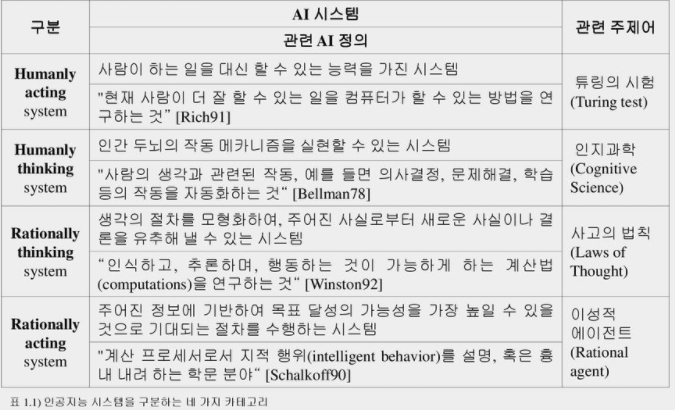 구분
AI 시스템
관련 AI 정의
관련 주제어
Humanly
acting
system
사람이 하는 일을 대신 할 수 있는 능력을 가진 시스템
"현재 사람이 더 잘 할 수 있는 일을 컴퓨터가 할 수 있는 방법을 연
구하는 것” [Rich91]
튜링의 시험
(Turing test)
Humanly
thinking
system
인간 두뇌의 작동 메카니즘을 실현할 수 있는 시스템
"사람의 생각과 관련된 작동, 예를 들면 의사결정, 문제해결, 학습
등의 작동을 자동화하는 것“ [Bellman78]
인지과학
(Cognitive
Science)
Rationally
thinking
system
생각의 절차를 모형화하여, 주어진 사실로부터 새로운 사실이나 결
론을 유추해 낼 수 있는 시스템
“인식하고, 추론하며, 행동하는 것이 가능하게 하는 계산법
(computations)을 연구하는 것“ [Winston92]
사고의 법칙
(Laws of
Thought)
Rationally
acting
system
주어진 정보에 기반하여 목표 달성의 가능성을 가장 높일 수 있을
것으로 기대되는 절차를 수행하는 시스템
"계산 프로세서로서 지적 행위(intelligent behavior)를 설명, 혹은 흉
내 내려 하는 학문 분야“ [Schalkoff90]
이성적
에이전트
(Rational
agent)
표 1.1) 인공지능 시스템을 구분하는 네 가지 카테고리